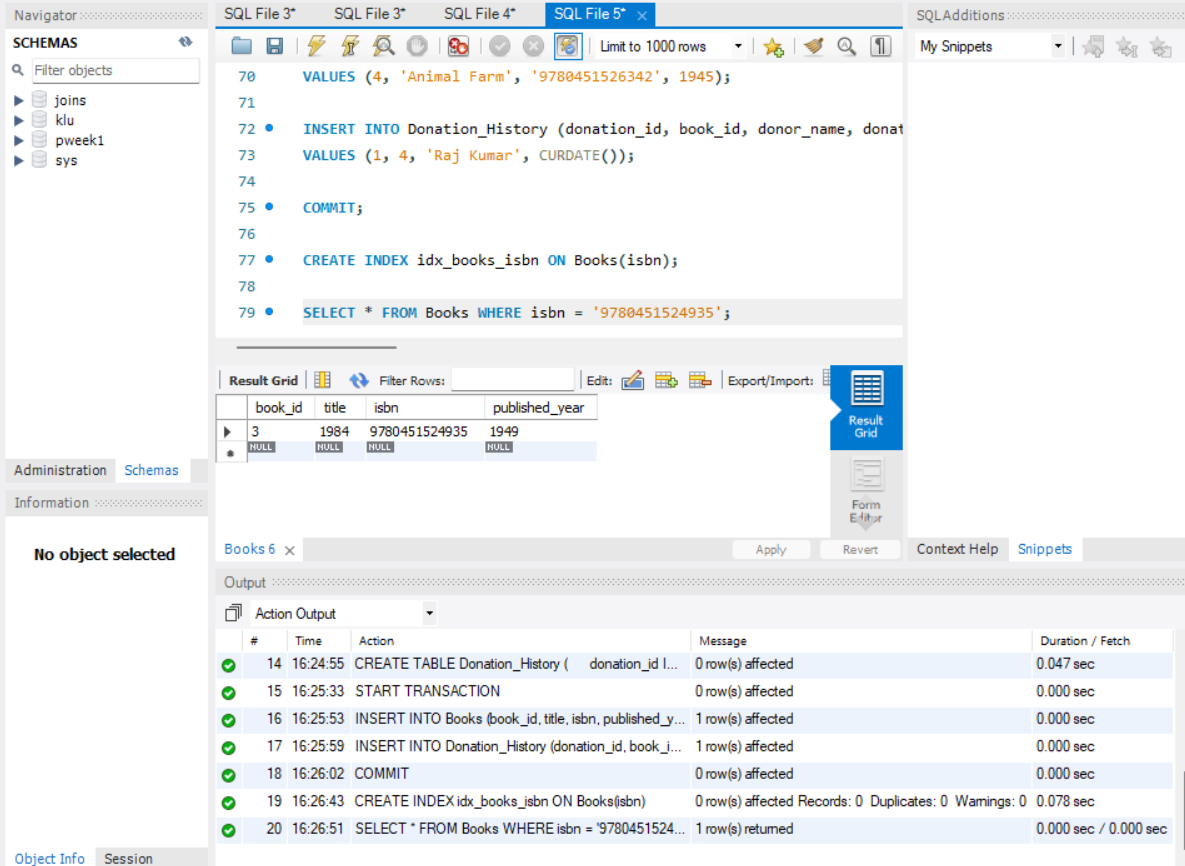 Navigator
SCHEMAS
Filter objects
joins
klu
pweek1
sys
Administration Schemas
Information
No object selected
Object Info Session
SQL File 3* SQL File 3* SQL File 4* SQL File 5*
Limit to 1000 rows
70 VALUES (4, 'Animal Farm', '9780451526342', 1945);
71
72 INSERT INTO Donation_History (donation_id, book_id, donor_name, donat
73 VALUES (1, 4, 'Raj Kumar', CURDATE());
74
75 COMMIT;
76
77 CREATE INDEX idx_books_isbn ON Books(isbn);
78
79 SELECT * FROM Books WHERE isbn = '9780451524935';
Result Grid Filter Rows: Edit: Export/Import:
book_id title isbn published_year
3 1984 9780451524935 1949
NULL NULL NULL NULL
Result Grid
Form Editor
Books 6 Apply Revert
SQLAdditions
My Snippets
Context Help Snippets
Output
Action Output
# Time Action Message Duration / Fetch
14 16:24:55 CREATE TABLE Donation_History ( donation_id I... 0 row(s) affected 0.047 sec
15 16:25:33 START TRANSACTION 0 row(s) affected 0.000 sec
16 16:25:53 INSERT INTO Books (book_id, title, isbn, published_y... 1 row(s) affected 0.000 sec
17 16:25:59 INSERT INTO Donation_History (donation_id, book_i... 1 row(s) affected 0.000 sec
18 16:26:02 COMMIT 0 row(s) affected 0.000 sec
19 16:26:43 CREATE INDEX idx_books_isbn ON Books(isbn) 0 row(s) affected Records: 0 Duplicates: 0 Warnings: 0 0.078 sec
20 16:26:51 SELECT * FROM Books WHERE isbn = '9780451524... 1 row(s) returned 0.000 sec / 0.000 sec